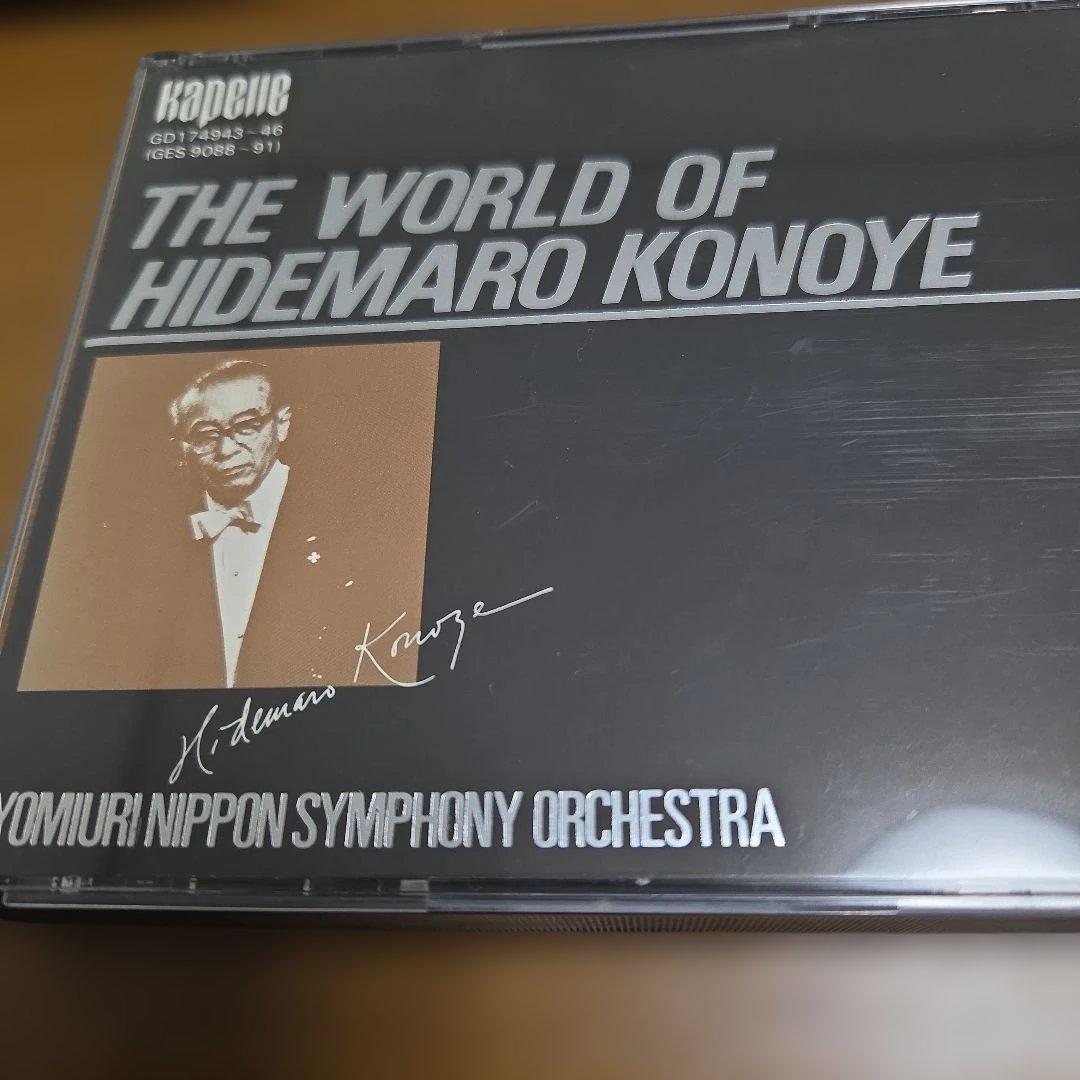 Kapelle
GD174943~46
(GES 9088~91)
THE WORLD OF
HIDEMARO KONOYE
Hidemaro Konoye
YOMIURI NIPPON SYMPHONY ORCHESTRA